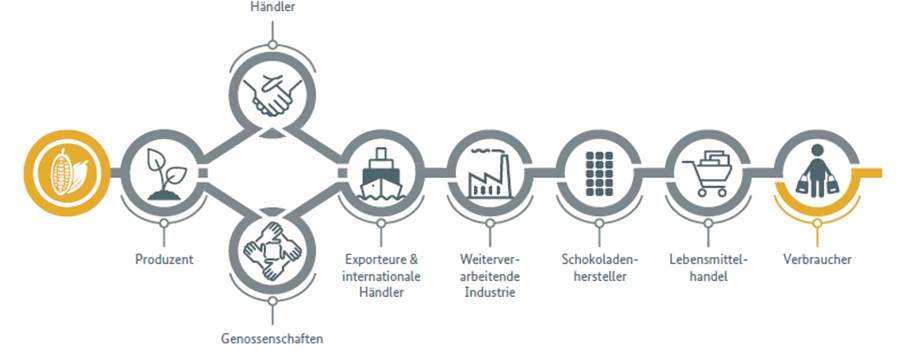 Händler
Produzent
Genossenschaften
Exporteure &
internationale
Händler
Weiterver-
arbeitende
Industrie
Schokoladen-
hersteller
Lebensmittel-
handel
Verbraucher